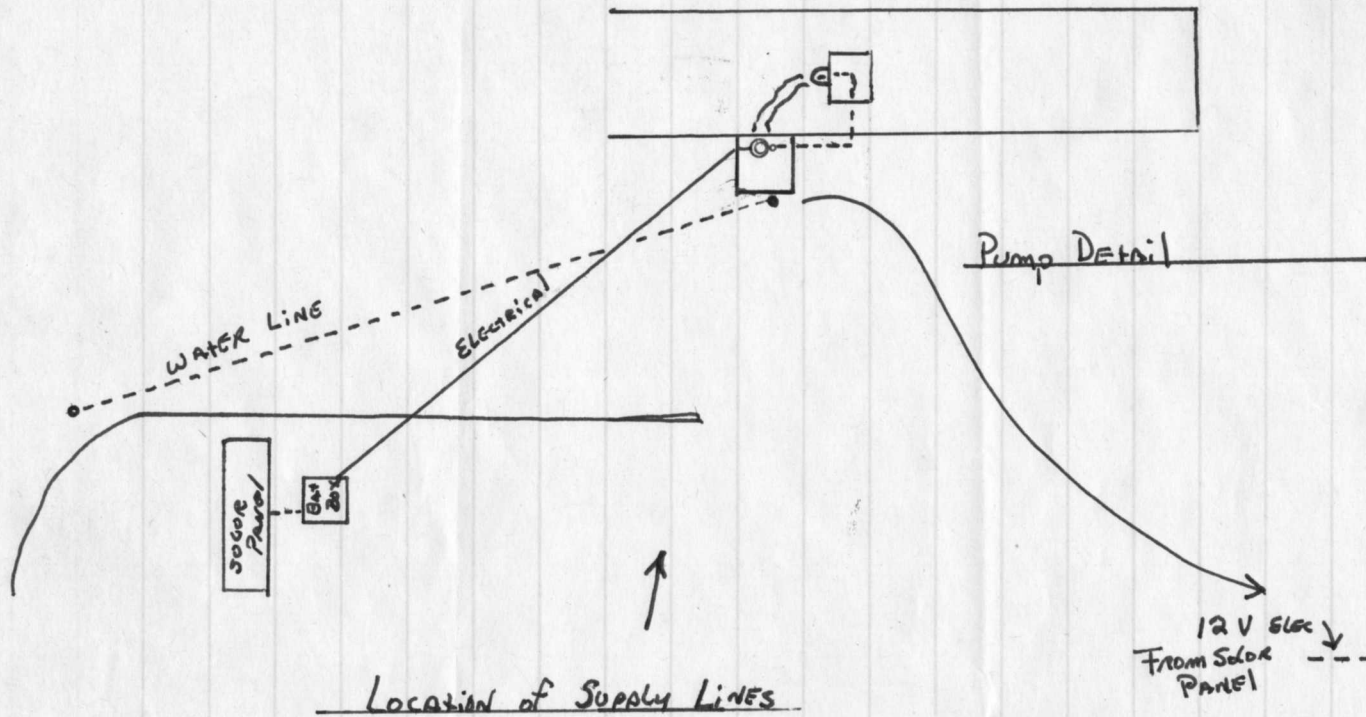 Pump Detail
WATER LINE
ELECTRICAL
SOLAR
PANEL
BAT
BOX
12 V ELEC
FROM SOLAR
PANEL
LOCATION of SUPPLY LINES